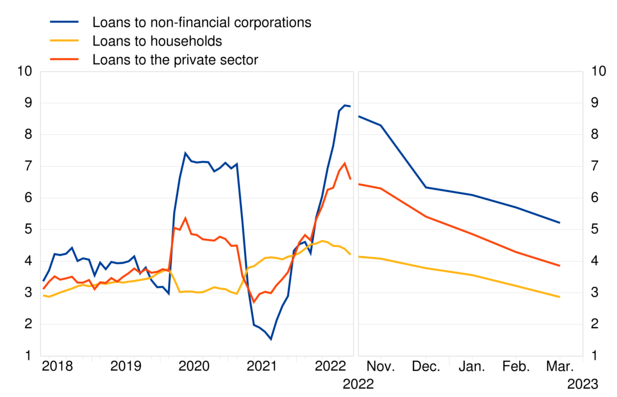 Loans to non-financial corporations
Loans to households
Loans to the private sector
10 10
9 9
8 8
7 7
6 6
5 5
4 4
3 3
2 2
1 1
2018 2019 2020 2021 2022 Nov. Dec. Jan. Feb. Mar.
2022 2023